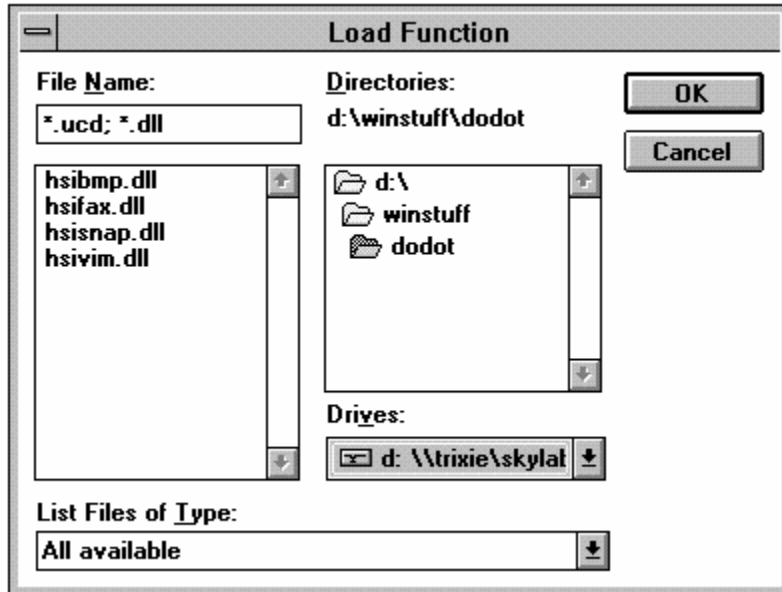 Load Function
File Name:
*.ucd; *.dll
hsibmp.dll
hsifax.dll
hsisnap.dll
hsivim.dll
Directories:
d:\winstuff\dodot
d:\
winstuff
dodot
Drives:
d: \\trixie\skylab
OK
Cancel
List Files of Type:
All available